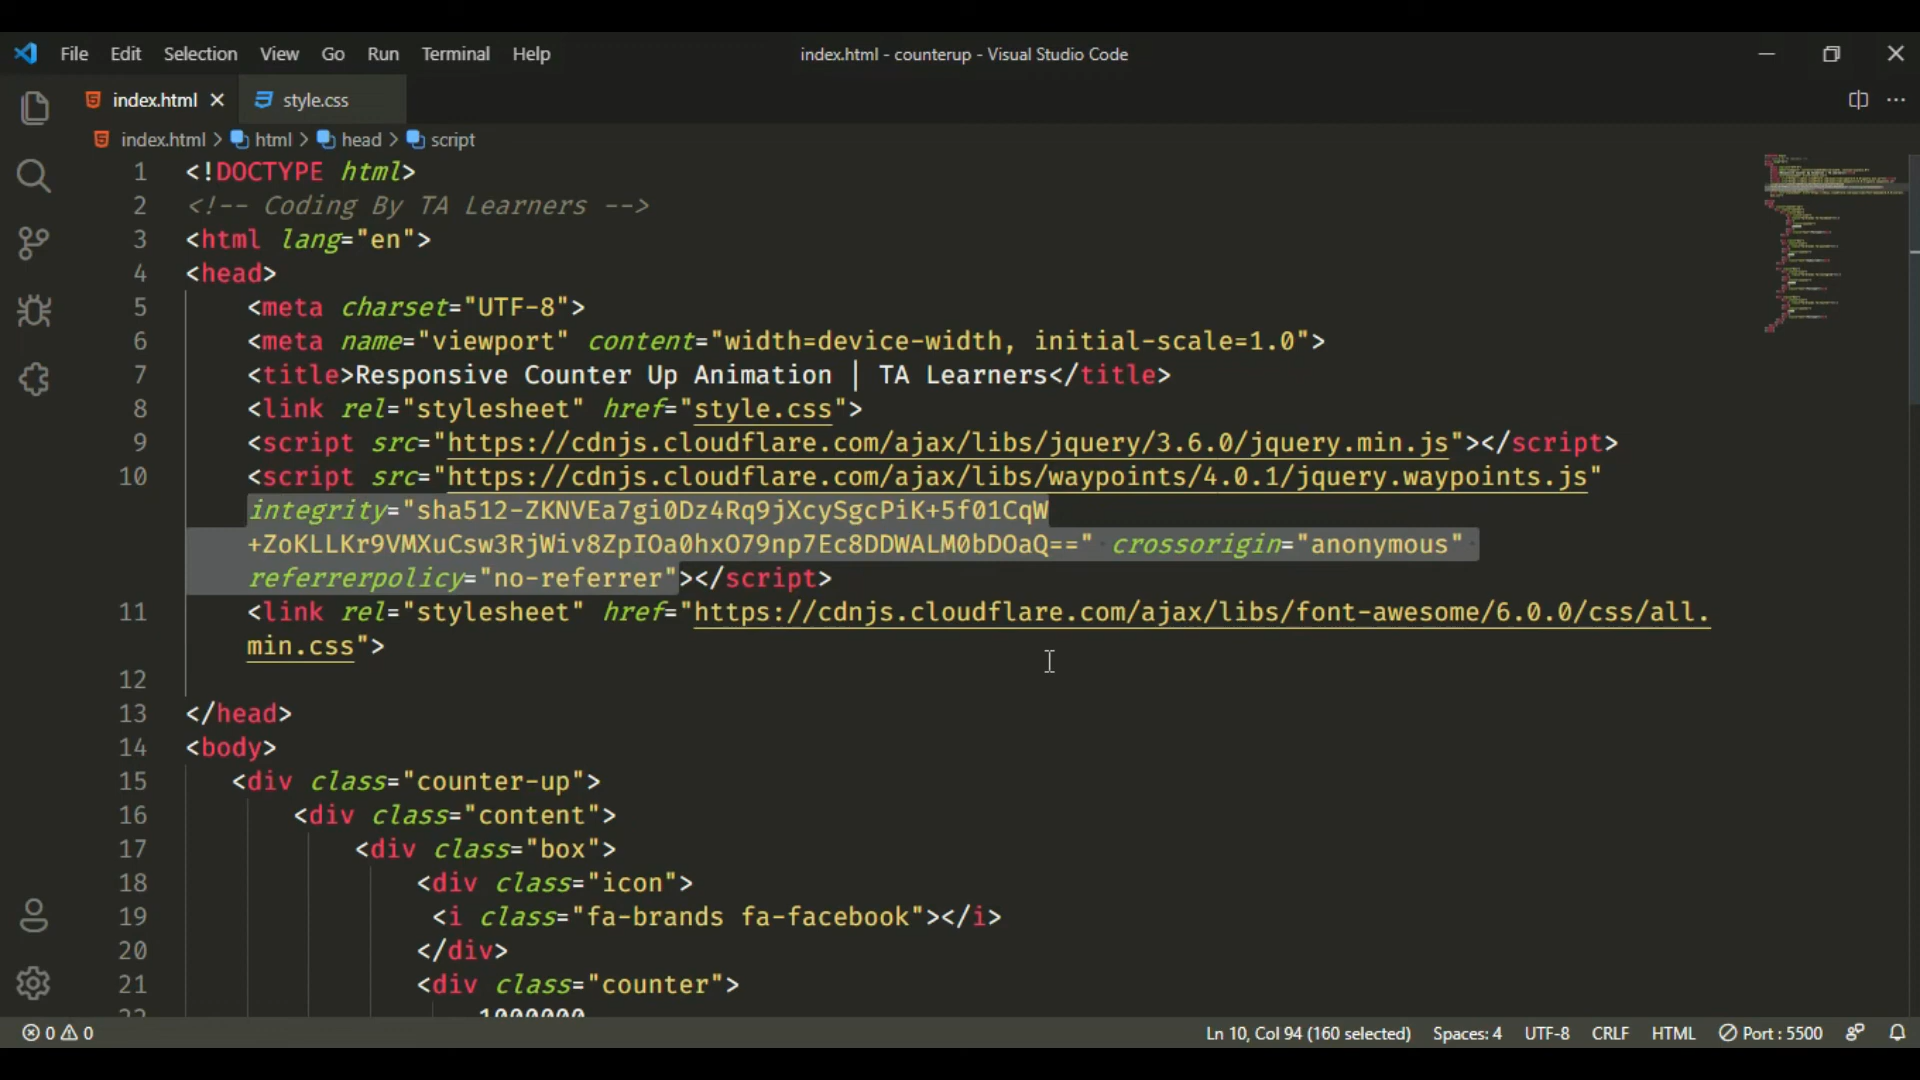 File Edit Selection View Go Run Terminal Help index.html - counterup - Visual Studio Code
index.html style.css
index.html > html > head > script
1 <!DOCTYPE html>
2 <!-- Coding By TA Learners -->
3 <html lang="en">
4 <head>
5 <meta charset="UTF-8">
6 <meta name="viewport" content="width=device-width, initial-scale=1.0">
7 <title>Responsive Counter Up Animation | TA Learners</title>
8 <link rel="stylesheet" href="style.css">
9 <script src="https://cdnjs.cloudflare.com/ajax/libs/jquery/3.6.0/jquery.min.js"></script>
10 <script src="https://cdnjs.cloudflare.com/ajax/libs/waypoints/4.0.1/jquery.waypoints.js"
integrity="sha512-ZKNVEa7gi0Dz4Rq9jXcySgcPiK+5f01CqW
+ZoKLLKr9VMXuCsw3RjWiv8ZpIOa0hxO79np7Ec8DDWALM0bDOaQ==" crossorigin="anonymous"
referrerpolicy="no-referrer"></script>
11 <link rel="stylesheet" href="https://cdnjs.cloudflare.com/ajax/libs/font-awesome/6.0.0/css/all.
min.css">
12
13 </head>
14 <body>
15 <div class="counter-up">
16 <div class="content">
17 <div class="box">
18 <div class="icon">
19 <i class="fa-brands fa-facebook"></i>
20 </div>
21 <div class="counter">
22 1000000
0 0 Ln 10, Col 94 (160 selected) Spaces: 4 UTF-8 CRLF HTML Port : 5500